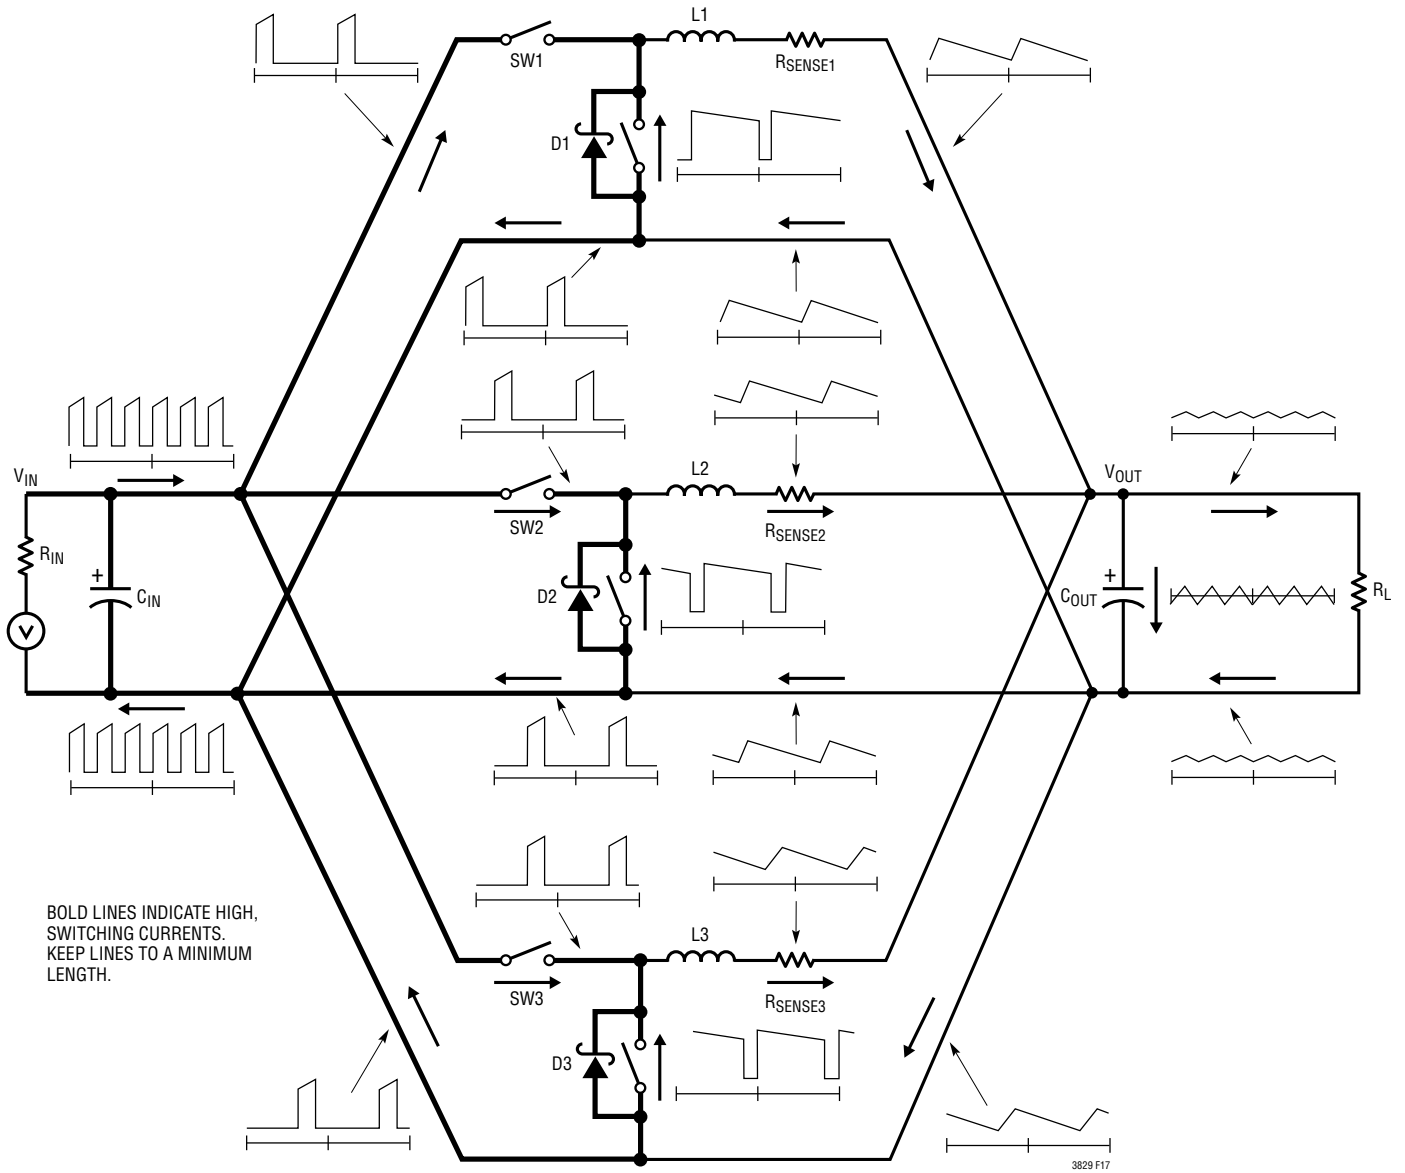 L1
SW1
RSENSE1
D1
VIN
L2
VOUT
SW2
RSENSE2
RIN
+
CIN
D2
+
COUT
RL
BOLD LINES INDICATE HIGH,
SWITCHING CURRENTS.
KEEP LINES TO A MINIMUM
LENGTH.
L3
SW3
RSENSE3
D3
3829 F17